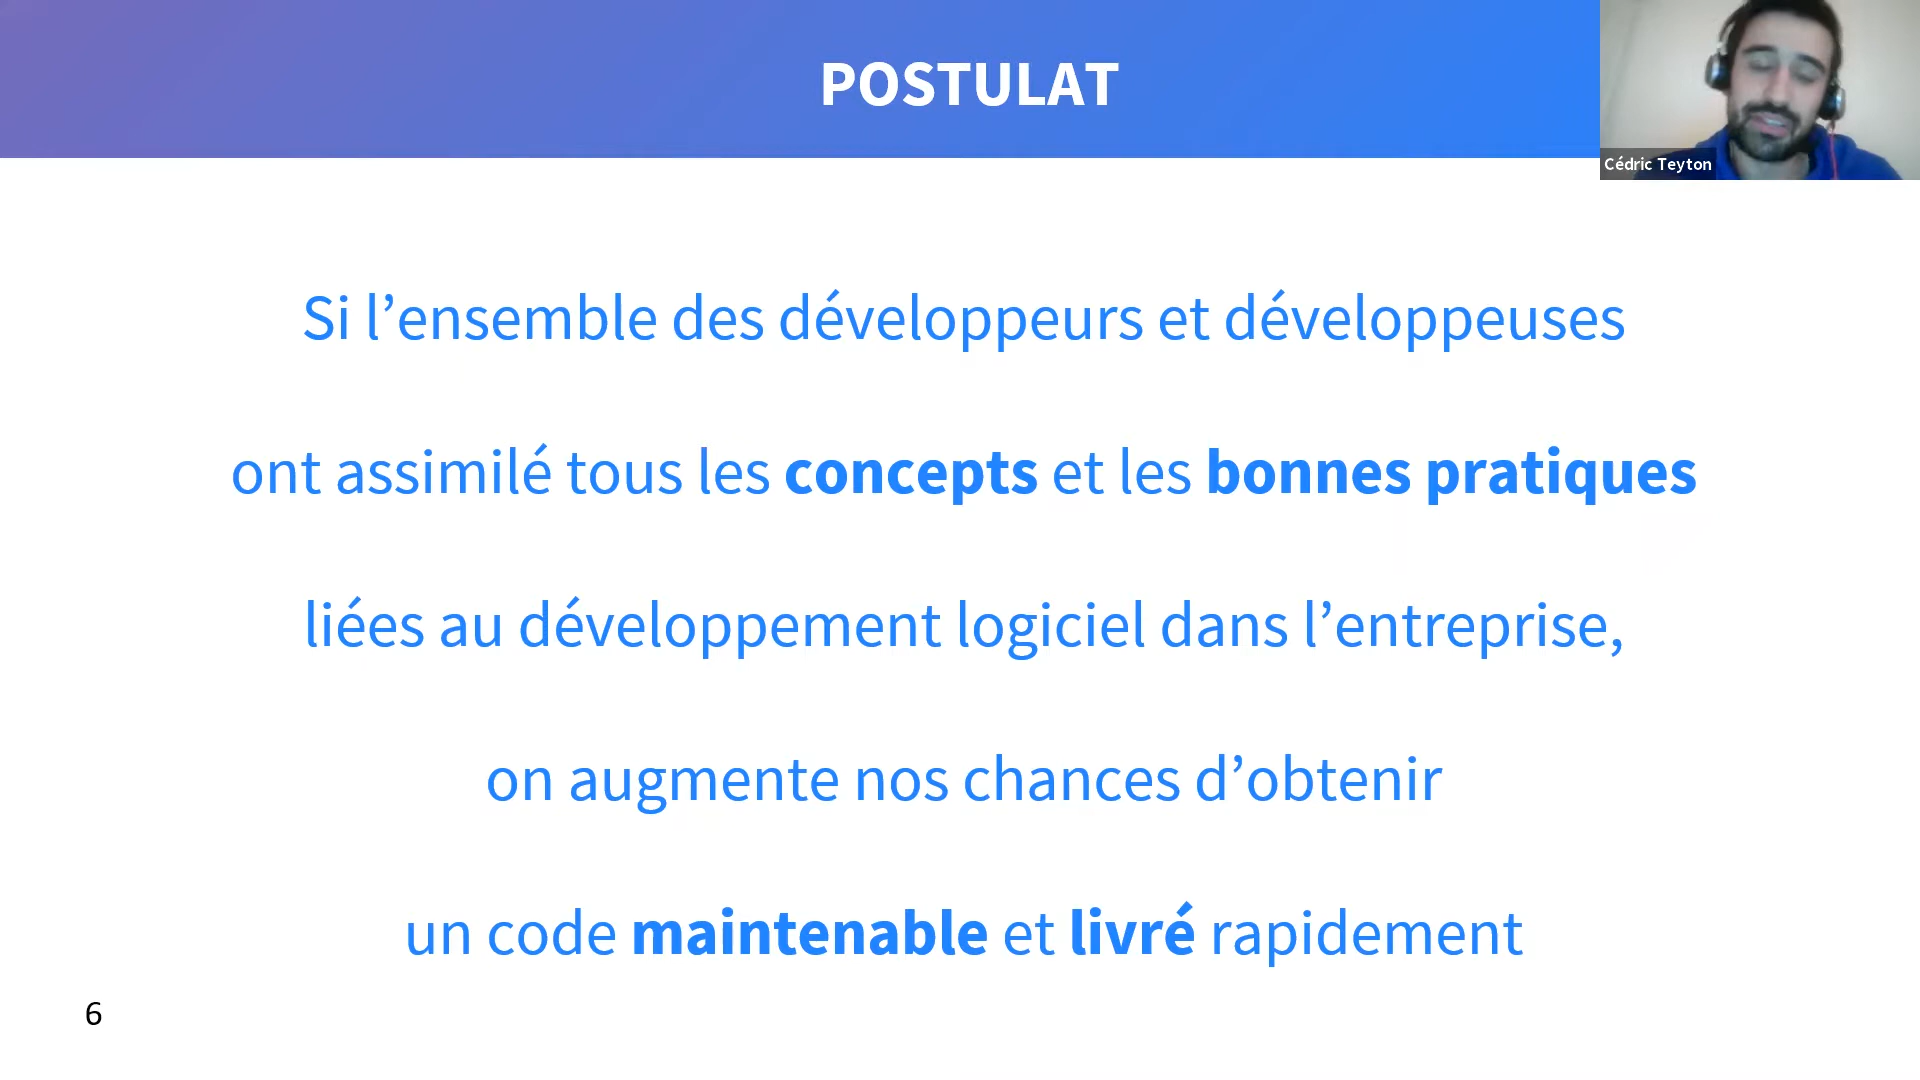 POSTULAT
Cédric Teyton
Si l’ensemble des développeurs et développeuses
ont assimilé tous les concepts et les bonnes pratiques
liées au développement logiciel dans l’entreprise,
on augmente nos chances d’obtenir
un code maintenable et livré rapidement
6